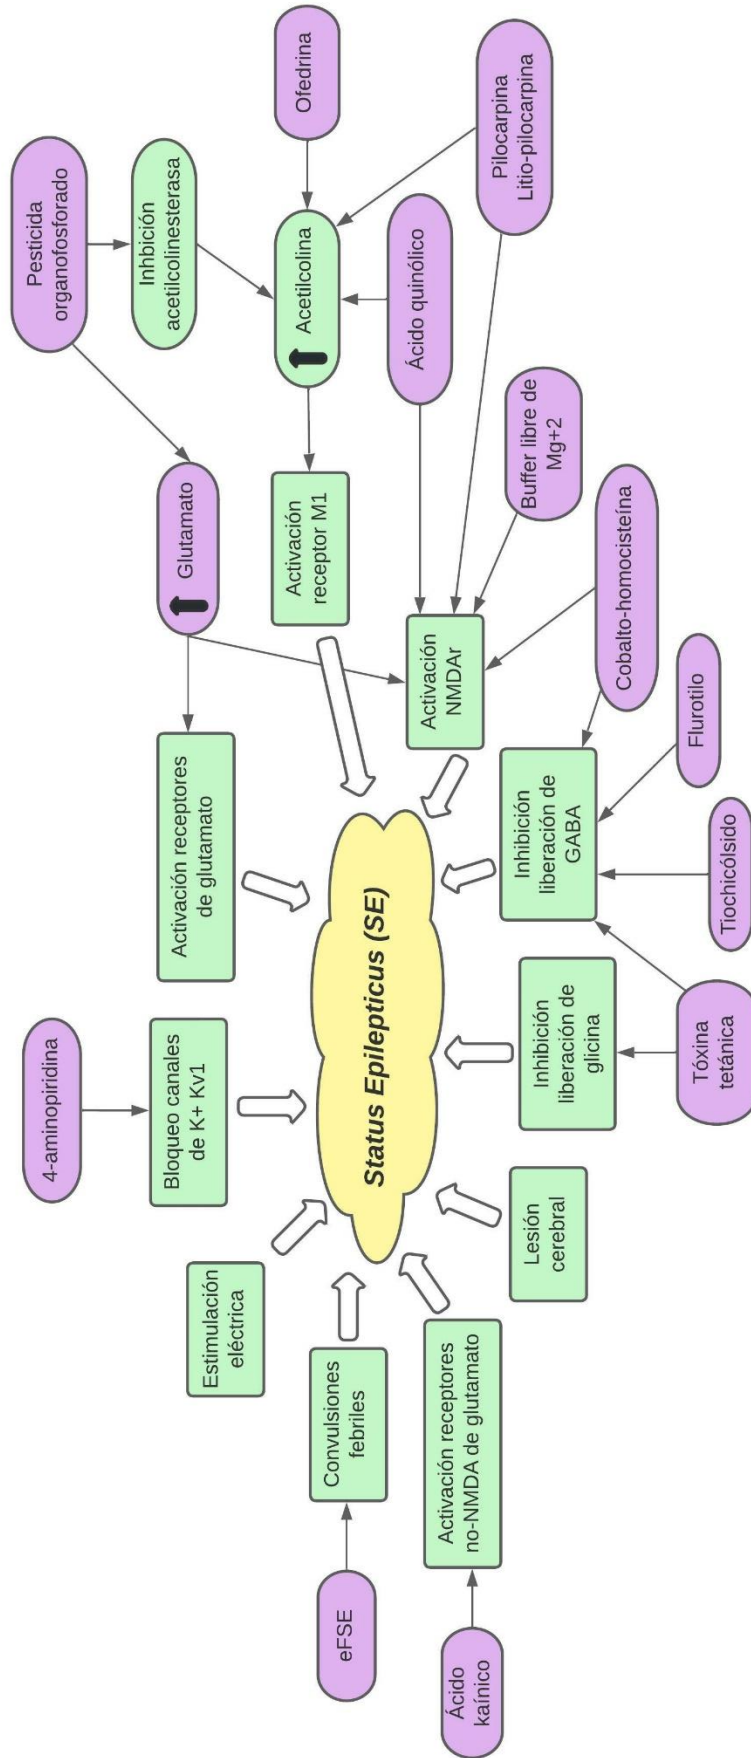 4-aminopiridina
Pesticida
organofosforado
Glutamato
Inhbición
acetilcolinesterasa
Estimulación
eléctrica
Bloqueo canales
de K+ Kv1
Activación receptores
de glutamato
Activación
receptor M1
Acetilcolina
Ofedrina
eFSE
Convulsiones
febriles
Status Epilepticus (SE)
Ácido quinólico
Ácido
kaínico
Activación receptores
no-NMDA de glutamato
Activación
NMDAr
Pilocarpina
Litio-pilocarpina
Lesión
cerebral
Inhibición
liberación de
glicina
Inhibición
liberación de
GABA
Buffer libre de
Mg+2
Tóxina
tetánica
Tiochicólsido
Flurotilo
Cobalto-homocisteína